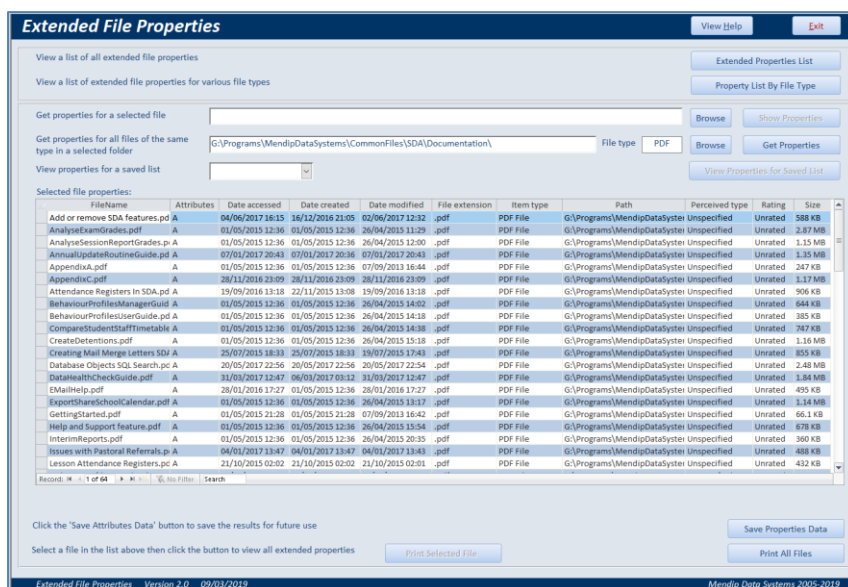 Extended File Properties View Help Exit
View a list of all extended file properties Extended Properties List
View a list of extended file properties for various file types Property List By File Type
Get properties for a selected file Browse Show Properties
Get properties for all files of the same
type in a selected folder G:\Programs\MendipDataSystems\CommonFiles\SDA\Documentation\ File type PDF Browse Get Properties
View properties for a saved list View Properties for Saved List
Selected file properties:
FileName Attributes Date accessed Date created Date modified File extension Item type Path Perceived type Rating Size
Add or remove SDA features.pd A 04/06/2017 16:15 16/12/2016 21:05 02/06/2017 12:32 .pdf PDF File G:\Programs\MendipDataSyster Unspecified Unrated 588 KB
AnalyseExamGrades.pdf A 01/05/2015 12:36 01/05/2015 12:36 26/04/2015 11:29 .pdf PDF File G:\Programs\MendipDataSyster Unspecified Unrated 2.87 MB
AnalyseSessionReportGrades.p A 01/05/2015 12:36 01/05/2015 12:36 26/04/2015 12:00 .pdf PDF File G:\Programs\MendipDataSyster Unspecified Unrated 1.15 MB
AnnualUpdateRoutineGuide.pd A 07/01/2017 20:43 07/01/2017 20:36 07/01/2017 20:43 .pdf PDF File G:\Programs\MendipDataSyster Unspecified Unrated 1.35 MB
AppendixA.pdf A 01/05/2015 12:36 01/05/2015 12:36 07/09/2013 16:44 .pdf PDF File G:\Programs\MendipDataSyster Unspecified Unrated 247 KB
AppendixC.pdf A 28/11/2016 23:09 28/11/2016 23:09 28/11/2016 23:09 .pdf PDF File G:\Programs\MendipDataSyster Unspecified Unrated 1.17 MB
Attendance Registers In SDA.pd A 19/09/2016 13:18 22/11/2015 13:08 19/09/2016 13:18 .pdf PDF File G:\Programs\MendipDataSyster Unspecified Unrated 906 KB
BehaviourProfilesManagerGuid A 01/05/2015 12:36 01/05/2015 12:36 26/04/2015 14:02 .pdf PDF File G:\Programs\MendipDataSyster Unspecified Unrated 644 KB
BehaviourProfilesUserGuide.pd A 01/05/2015 12:36 01/05/2015 12:36 26/04/2015 14:18 .pdf PDF File G:\Programs\MendipDataSyster Unspecified Unrated 385 KB
CompareStudentStaffTimetable A 01/05/2015 12:36 01/05/2015 12:36 26/04/2015 14:38 .pdf PDF File G:\Programs\MendipDataSyster Unspecified Unrated 747 KB
CreateDetentions.pdf A 01/05/2015 12:36 01/05/2015 12:36 26/04/2015 15:18 .pdf PDF File G:\Programs\MendipDataSyster Unspecified Unrated 1.16 MB
Creating Mail Merge Letters SDA A 25/07/2015 18:33 25/07/2015 18:33 19/07/2015 17:43 .pdf PDF File G:\Programs\MendipDataSyster Unspecified Unrated 855 KB
Database Objects SQL Search.pc A 20/05/2017 22:56 20/05/2017 22:56 20/05/2017 22:54 .pdf PDF File G:\Programs\MendipDataSyster Unspecified Unrated 2.48 MB
DataHealthCheckGuide.pdf A 31/03/2017 12:47 06/03/2017 03:12 31/03/2017 12:47 .pdf PDF File G:\Programs\MendipDataSyster Unspecified Unrated 1.84 MB
EMailHelp.pdf A 28/01/2016 17:27 01/05/2015 12:36 28/01/2016 17:27 .pdf PDF File G:\Programs\MendipDataSyster Unspecified Unrated 495 KB
ExportShareSchoolCalendar.pdf A 01/05/2015 12:36 01/05/2015 12:36 26/04/2015 13:17 .pdf PDF File G:\Programs\MendipDataSyster Unspecified Unrated 1.14 MB
GettingStarted.pdf A 01/05/2015 21:28 01/05/2015 21:28 07/09/2013 16:42 .pdf PDF File G:\Programs\MendipDataSyster Unspecified Unrated 66.1 KB
Help and Support feature.pdf A 01/05/2015 12:36 01/05/2015 12:36 26/04/2015 15:54 .pdf PDF File G:\Programs\MendipDataSyster Unspecified Unrated 678 KB
InterimReports.pdf A 01/05/2015 12:36 01/05/2015 12:36 26/04/2015 20:35 .pdf PDF File G:\Programs\MendipDataSyster Unspecified Unrated 360 KB
Issues with Pastoral Referrals.p A 04/01/2017 13:47 04/01/2017 13:47 04/01/2017 13:43 .pdf PDF File G:\Programs\MendipDataSyster Unspecified Unrated 488 KB
Lesson Attendance Registers.pc A 21/10/2015 02:02 21/10/2015 02:02 21/10/2015 02:01 .pdf PDF File G:\Programs\MendipDataSyster Unspecified Unrated 432 KB
Record: 1 of 64 No Filter Search
Click the 'Save Attributes Data' button to save the results for future use Save Properties Data
Select a file in the list above then click the button to view all extended properties Print Selected File Print All Files
Extended File Properties Version 2.0 09/03/2019 Mendip Data Systems 2005-2019